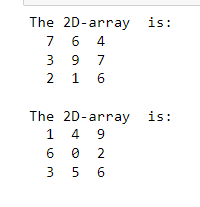 The 2D-array  is:
  7  6  4
  3  9  7
  2  1  6
The 2D-array  is:
  1  4  9
  6  0  2
  3  5  6